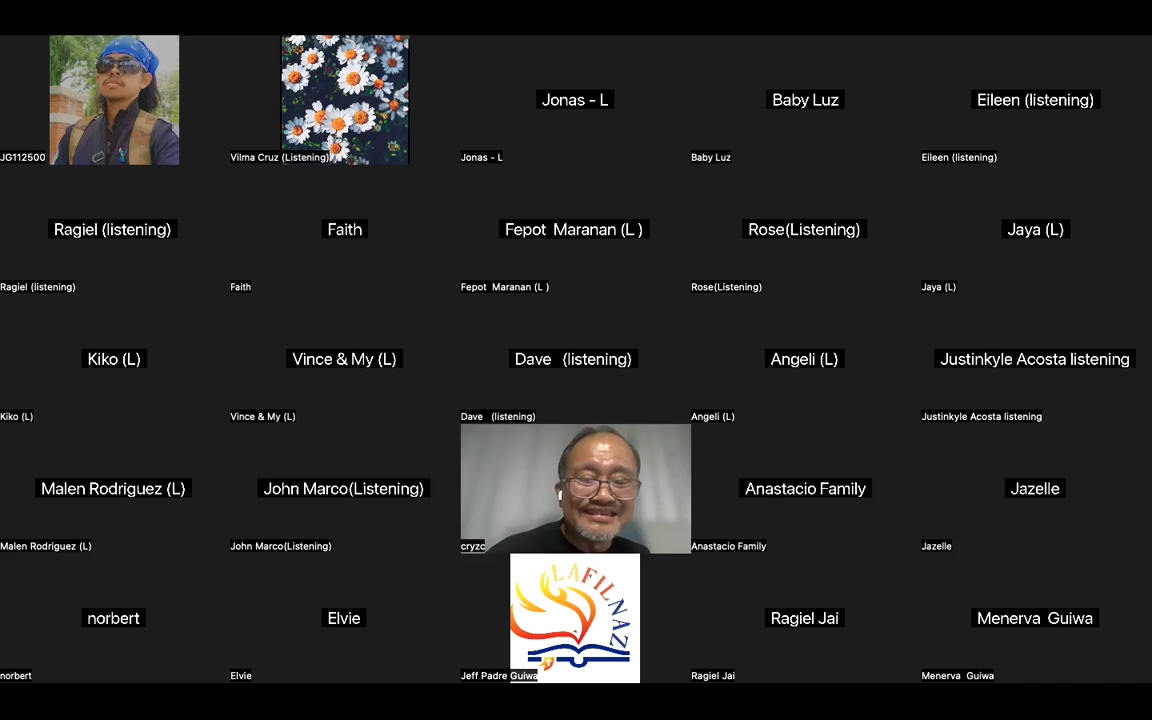 JG112500
Vilma Cruz (Listening)
Jonas - L
Jonas - L
Baby Luz
Baby Luz
Eileen (listening)
Eileen (listening)
Ragiel (listening)
Ragiel (listening)
Faith
Faith
Fepot Maranan (L )
Fepot Maranan (L )
Rose(Listening)
Rose(Listening)
Jaya (L)
Jaya (L)
Kiko (L)
Kiko (L)
Vince & My (L)
Vince & My (L)
Dave (listening)
Dave (listening)
Angeli (L)
Angeli (L)
Justinkyle Acosta listening
Justinkyle Acosta listening
Malen Rodriguez (L)
Malen Rodriguez (L)
John Marco(Listening)
John Marco(Listening)
cryzc
Anastacio Family
Anastacio Family
Jazelle
Jazelle
norbert
norbert
Elvie
Elvie
LAFILNAZ
Jeff Padre Guiwa
Ragiel Jai
Ragiel Jai
Menerva Guiwa
Menerva Guiwa